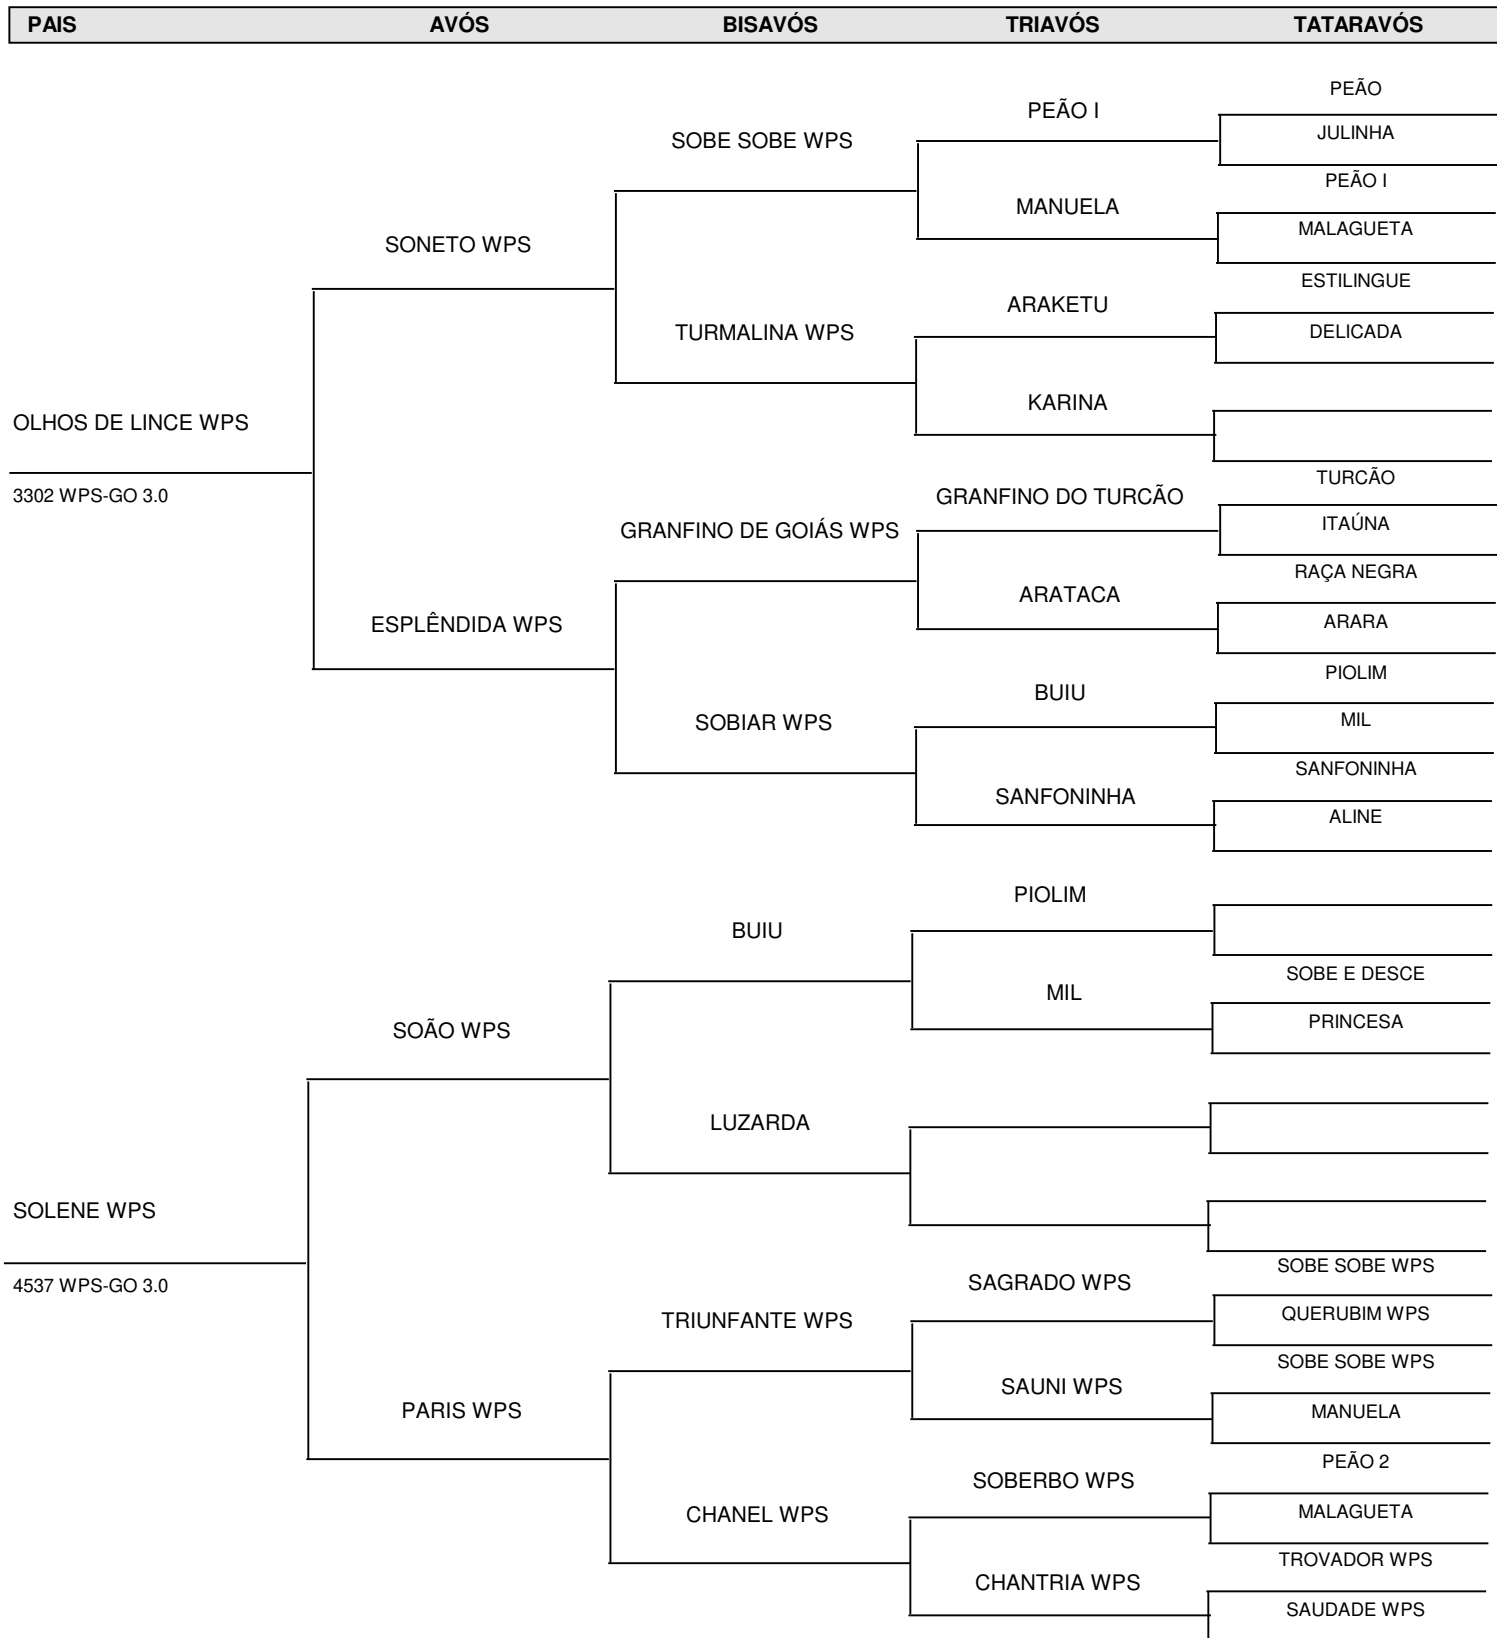 PAIS AVÓS BISAVÓS TRIAVÓS TATARAVÓS
PEÃO
PEÃO I
JULINHA
SOBE SOBE WPS
PEÃO I
MANUELA
MALAGUETA
SONETO WPS
ESTILINGUE
ARAKETU
TURMALINA WPS
DELICADA
KARINA
OLHOS DE LINCE WPS
TURCÃO
3302 WPS-GO 3.0
GRANFINO DO TURCÃO
ITAÚNA
GRANFINO DE GOIÁS WPS
RAÇA NEGRA
ARATACA
ARARA
ESPLÊNDIDA WPS
PIOLIM
BUIU
MIL
SOBIAR WPS
SANFONINHA
SANFONINHA
ALINE
PIOLIM
BUIU
SOBE E DESCE
MIL
PRINCESA
SOÃO WPS
LUZARDA
SOLENE WPS
SOBE SOBE WPS
4537 WPS-GO 3.0
SAGRADO WPS
QUERUBIM WPS
TRIUNFANTE WPS
SOBE SOBE WPS
SAUNI WPS
MANUELA
PARIS WPS
PEÃO 2
SOBERBO WPS
MALAGUETA
CHANEL WPS
TROVADOR WPS
CHANTRIA WPS
SAUDADE WPS